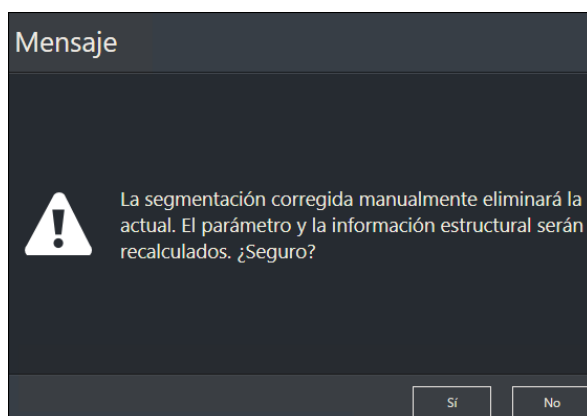 Mensaje
La segmentación corregida manualmente eliminará la
actual. El parámetro y la información estructural serán
recalculados. ¿Seguro?
Sí
No